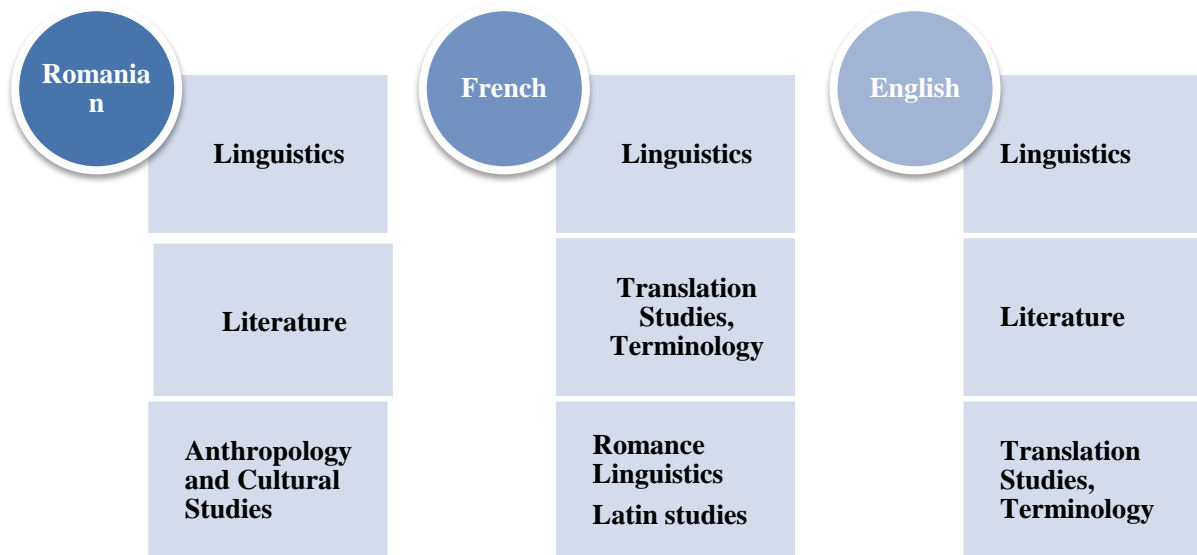 Romania
n
Linguistics
Literature
Anthropology
and Cultural
Studies
French
Linguistics
Translation
Studies,
Terminology
Romance
Linguistics
Latin studies
English
Linguistics
Literature
Translation
Studies,
Terminology